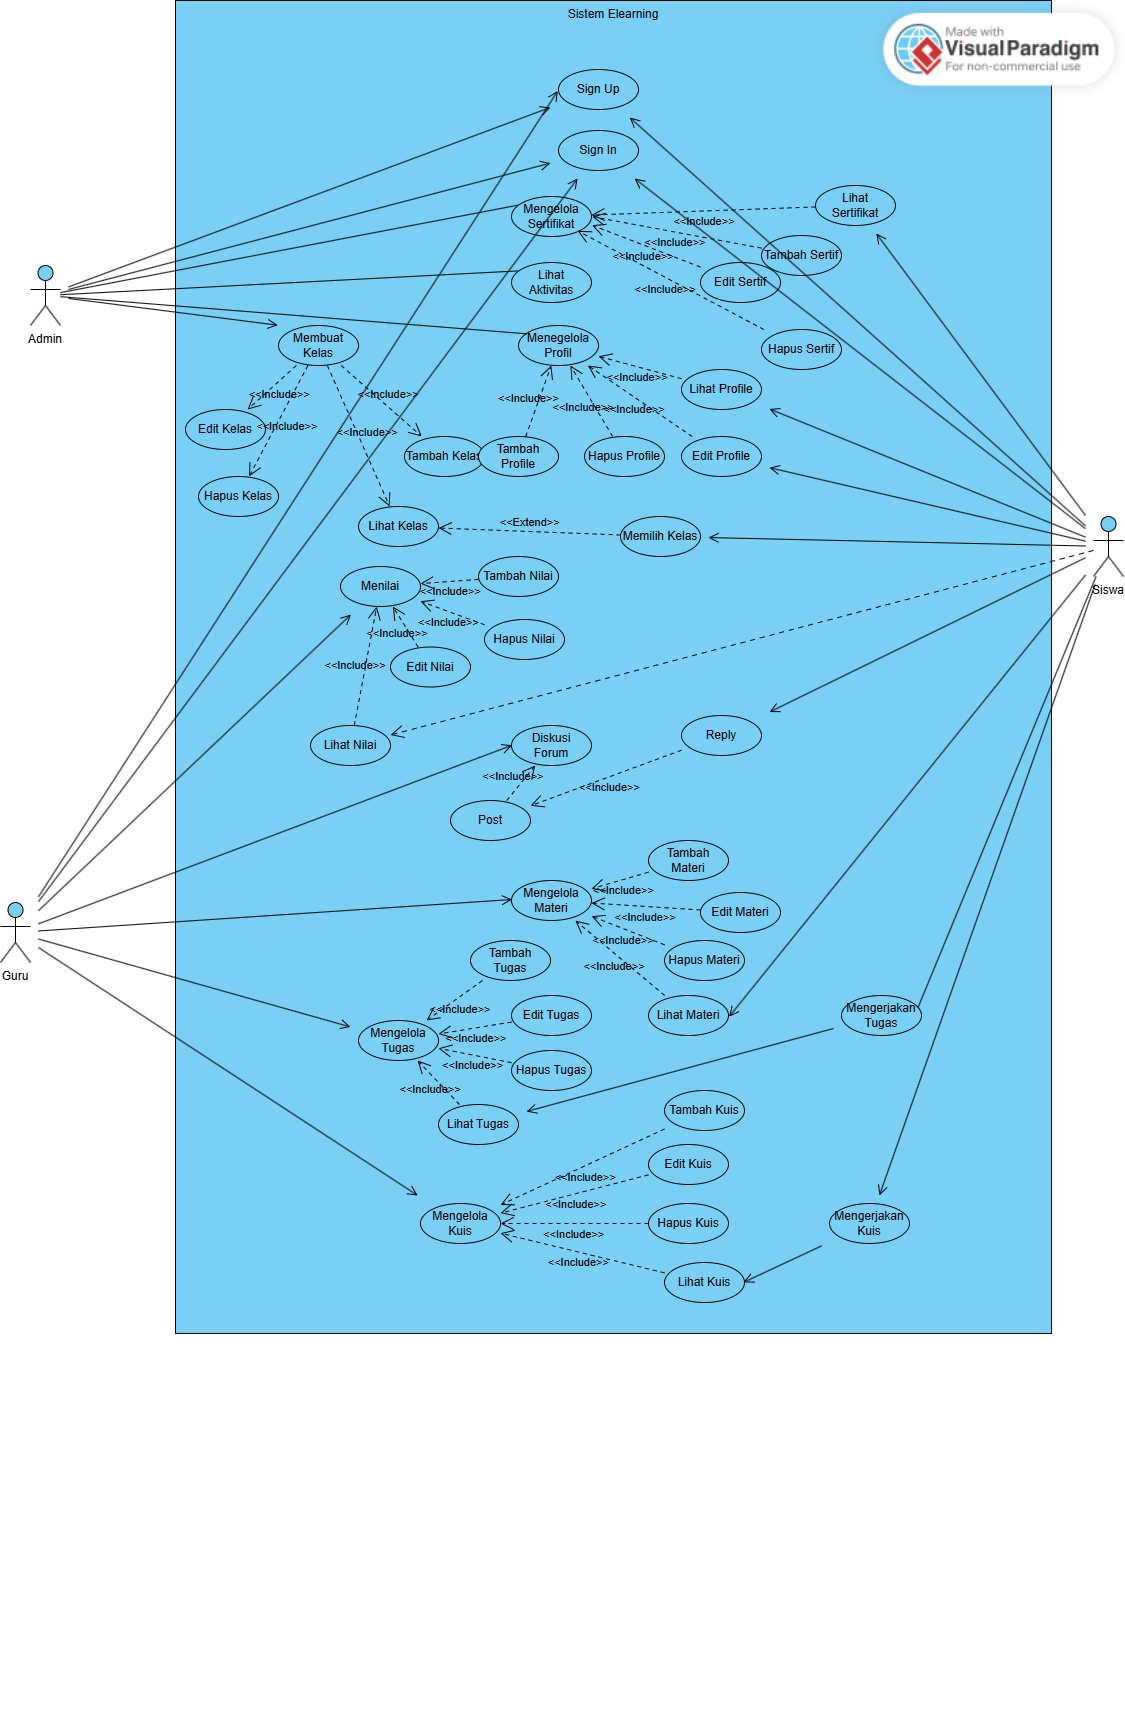 Sistem Elearning
Made with
Visual Paradigm
For non-commercial use
Sign Up
Sign In
Mengelola
Sertifikat
Lihat
Sertifikat
<<Include>>
Tambah Sertif
<<Include>>
<<Include>>
Edit Sertif
<<Include>>
Hapus Sertif
Lihat
Aktivitas
Admin
Membuat
Kelas
Menegelola
Profil
<<Include>>
Lihat Profile
<<Include>>
<<Include>>
<<Include>>
<<Include>>
<<Include>>
<<Include>>
<<Include>>
Edit Kelas
Tambah Kelas
Tambah
Profile
Hapus Profile
Edit Profile
Hapus Kelas
Lihat Kelas
<<Extend>>
Memilih Kelas
Siswa
Menilai
Tambah Nilai
<<Include>>
<<Include>>
<<Include>>
Hapus Nilai
Edit Nilai
<<Include>>
Lihat Nilai
Diskusi
Forum
Reply
<<Include>>
<<Include>>
Post
Guru
Tambah
Materi
Mengelola
Materi
<<Include>>
Edit Materi
<<Include>>
<<Include>>
Hapus Materi
<<Include>>
Lihat Materi
Tambah
Tugas
<<Include>>
Edit Tugas
Mengelola
Tugas
<<Include>>
<<Include>>
Hapus Tugas
<<Include>>
Lihat Tugas
Mengerjakan
Tugas
Tambah Kuis
Edit Kuis
<<Include>>
<<Include>>
Mengelola
Kuis
Hapus Kuis
<<Include>>
<<Include>>
Lihat Kuis
Mengerjakan
Kuis